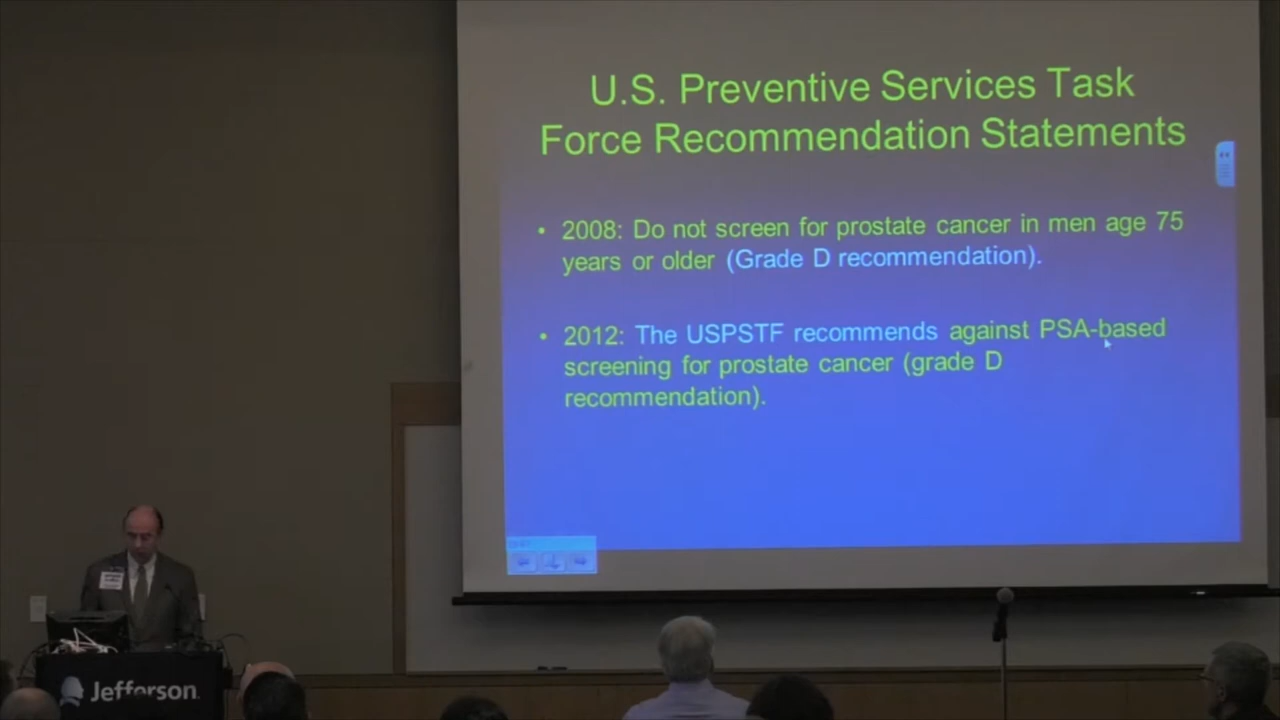 U.S. Preventive Services Task
Force Recommendation Statements
• 2008: Do not screen for prostate cancer in men age 75
years or older (Grade D recommendation).
• 2012: The USPSTF recommends against PSA-based
screening for prostate cancer (grade D
recommendation).
Jefferson